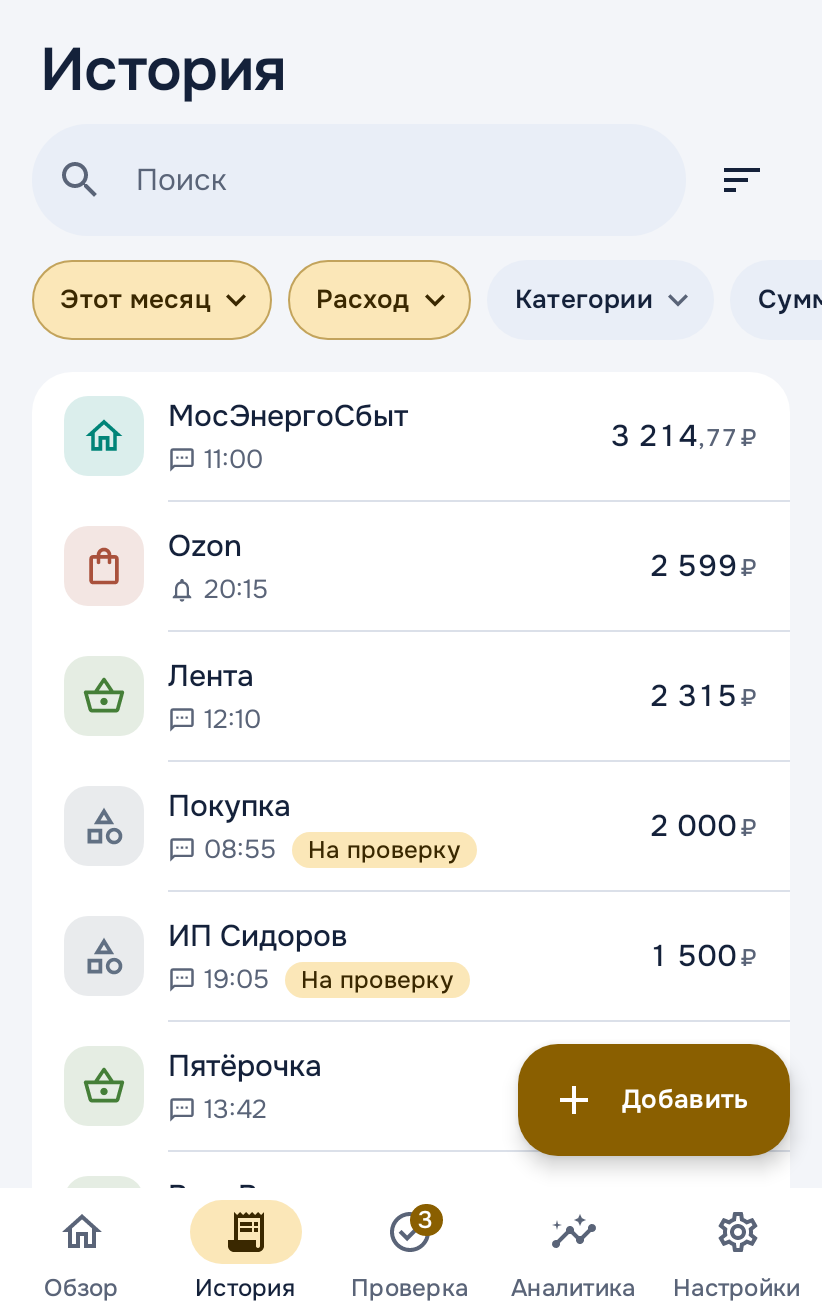 История
Поиск
Этот месяц
Расход
Категории
МосЭнергоСбыт
11:00
3 214,77 ₽
Ozon
20:15
2 599 ₽
Лента
12:10
2 315 ₽
Покупка
08:55
На проверку
2 000 ₽
ИП Сидоров
19:05
На проверку
1 500 ₽
Пятёрочка
13:42
Добавить
3
Обзор
История
Проверка
Аналитика
Настройки